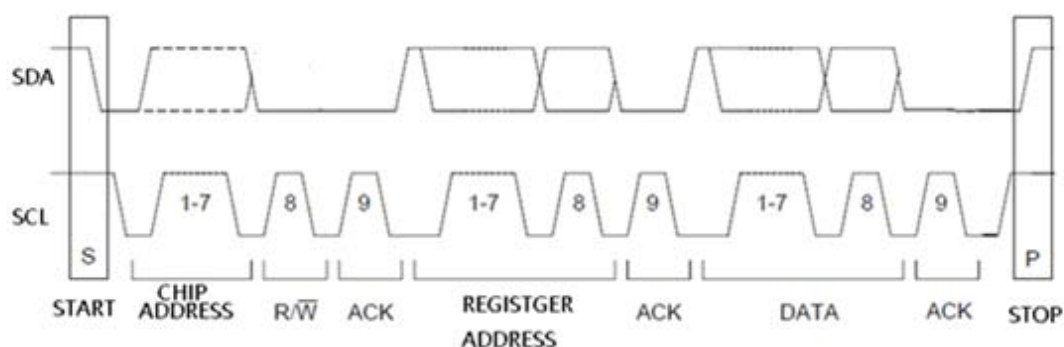 SDA
SCL
1-7 8 9 1-7 8 9 1-7 8 9
S P
START CHIP ADDRESS R/W̅ ACK REGISTGER ADDRESS ACK DATA ACK STOP